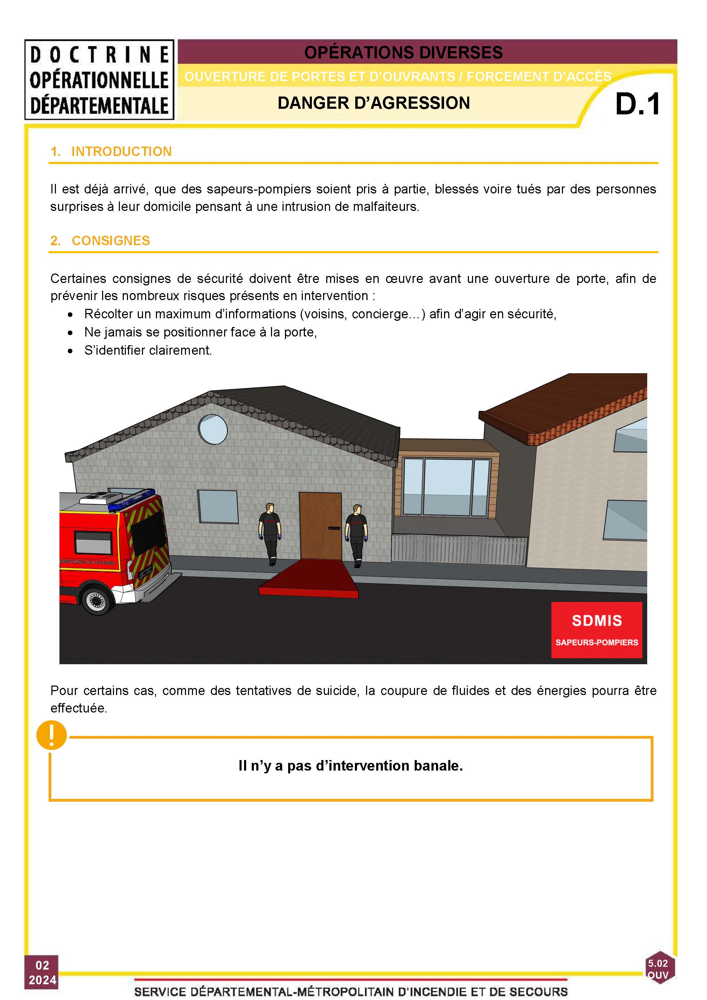 DOCTRINE
OPÉRATIONNELLE
DÉPARTEMENTALE
OPÉRATIONS DIVERSES
OUVERTURE DE PORTES ET D’OUVRANTS / FORCEMENT D’ACCÈS
DANGER D’AGRESSION
D.1
1. INTRODUCTION
Il est déjà arrivé, que des sapeurs-pompiers soient pris à partie, blessés voire tués par des personnes
surprises à leur domicile pensant à une intrusion de malfaiteurs.
2. CONSIGNES
Certaines consignes de sécurité doivent être mises en œuvre avant une ouverture de porte, afin de
prévenir les nombreux risques présents en intervention :
• Récolter un maximum d’informations (voisins, concierge…) afin d’agir en sécurité,
• Ne jamais se positionner face à la porte,
• S’identifier clairement.
ASSISTANCE AUX VICTIMES
SDMIS
SAPEURS-POMPIERS
Pour certains cas, comme des tentatives de suicide, la coupure de fluides et des énergies pourra être
effectuée.
!
Il n’y a pas d’intervention banale.
02
2024
5.02
OUV
SERVICE DÉPARTEMENTAL-MÉTROPOLITAIN D'INCENDIE ET DE SECOURS